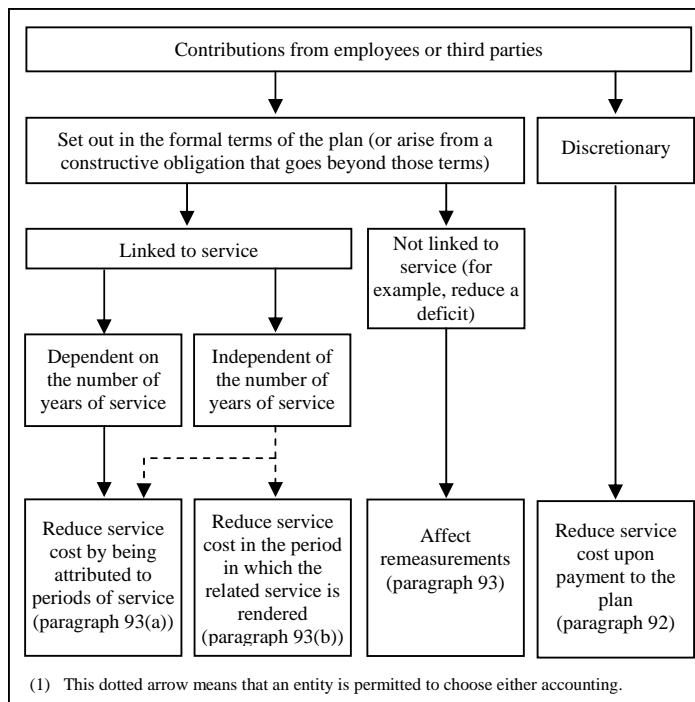 Contributions from employees or third parties
Set out in the formal terms of the plan (or arise from a
constructive obligation that goes beyond those terms)
Discretionary
Linked to service
Not linked to
service (for
example, reduce a
deficit)
Dependent on
the number of
years of service
Independent of
the number of
years of service
Reduce service
cost by being
attributed to
periods of service
(paragraph 93(a))
Reduce service
cost in the period
in which the
related service is
rendered
(paragraph 93(b))
Affect
remeasurements
(paragraph 93)
Reduce service
cost upon
payment to the
plan
(paragraph 92)
(1) This dotted arrow means that an entity is permitted to choose either accounting.